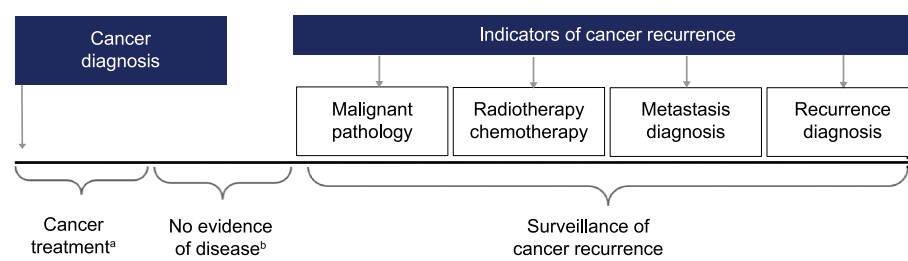 Cancer
diagnosis
Indicators of cancer recurrence
Malignant
pathology
Radiotherapy
chemotherapy
Metastasis
diagnosis
Recurrence
diagnosis
Cancer
treatmentᵃ
No evidence
of diseaseᵇ
Surveillance of
cancer recurrence